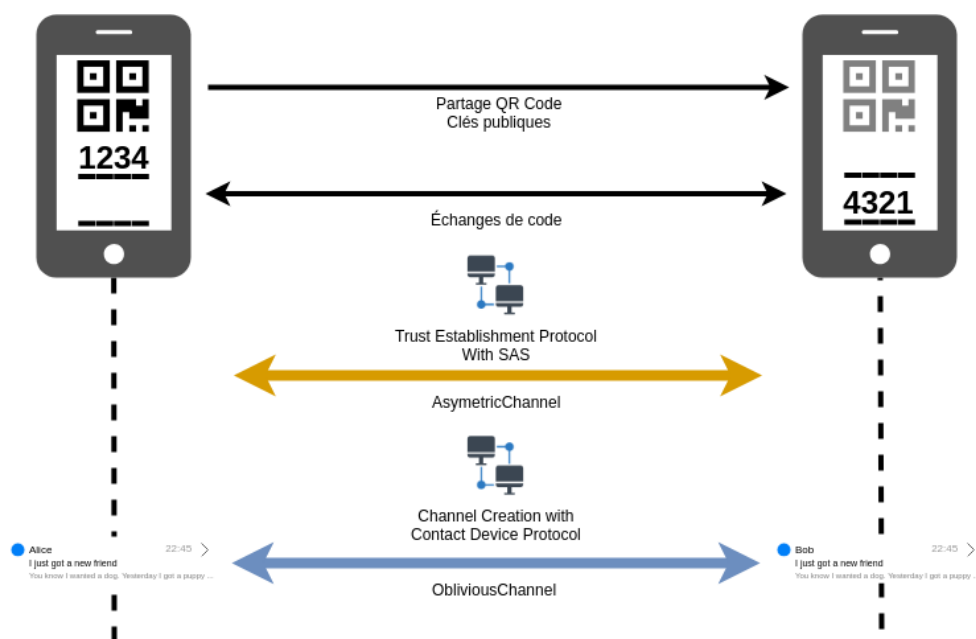 Partage QR Code
Clés publiques
1234
4321
Échanges de code
Trust Establishment Protocol
With SAS
AsymetricChannel
Channel Creation with
Contact Device Protocol
ObliviousChannel
Alice 22:45
I just got a new friend
You know I wanted a dog. Yesterday I got a puppy ...
Bob 22:45
I just got a new friend
You know I wanted a dog. Yesterday I got a puppy ...